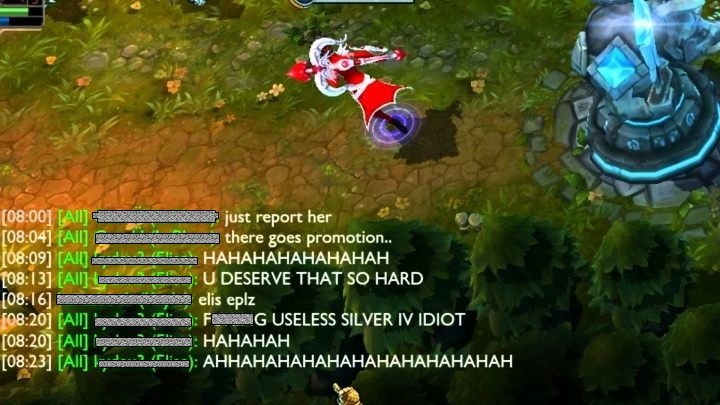 [08:00] [All] just report her
[08:04] [All] there goes promotion..
[08:09] [All] HAHAHAHAHAHAHAH
[08:13] [All] : U DESERVE THAT SO HARD
[08:16] elis eplz
[08:20] [All] : F G USELESS SILVER IV IDIOT
[08:20] [All] : HAHAHAH
[08:23] [All] : AHHAHAHAHAHAHAHAHAHAHAH